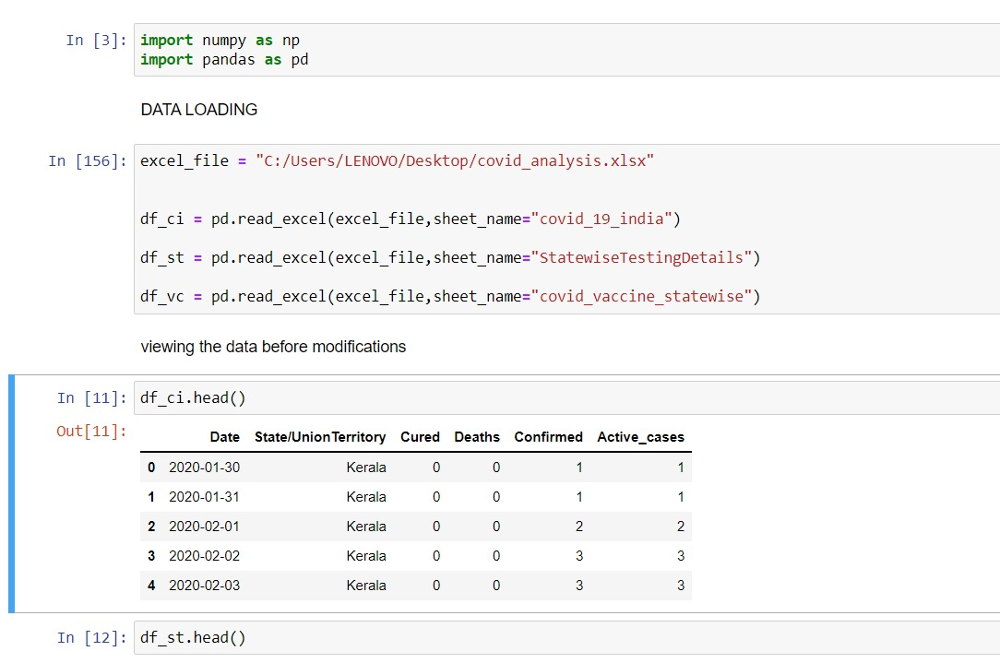 In [3]: import numpy as np
import pandas as pd
DATA LOADING
In [156]: excel_file = "C:/Users/LENOVO/Desktop/covid_analysis.xlsx"
df_ci = pd.read_excel(excel_file,sheet_name="covid_19_india")
df_st = pd.read_excel(excel_file,sheet_name="StatewiseTestingDetails")
df_vc = pd.read_excel(excel_file,sheet_name="covid_vaccine_statewise")
viewing the data before modifications
In [11]: df_ci.head()
Out[11]:
Date State/UnionTerritory Cured Deaths Confirmed Active_cases
0 2020-01-30 Kerala 0 0 1 1
1 2020-01-31 Kerala 0 0 1 1
2 2020-02-01 Kerala 0 0 2 2
3 2020-02-02 Kerala 0 0 3 3
4 2020-02-03 Kerala 0 0 3 3
In [12]: df_st.head()